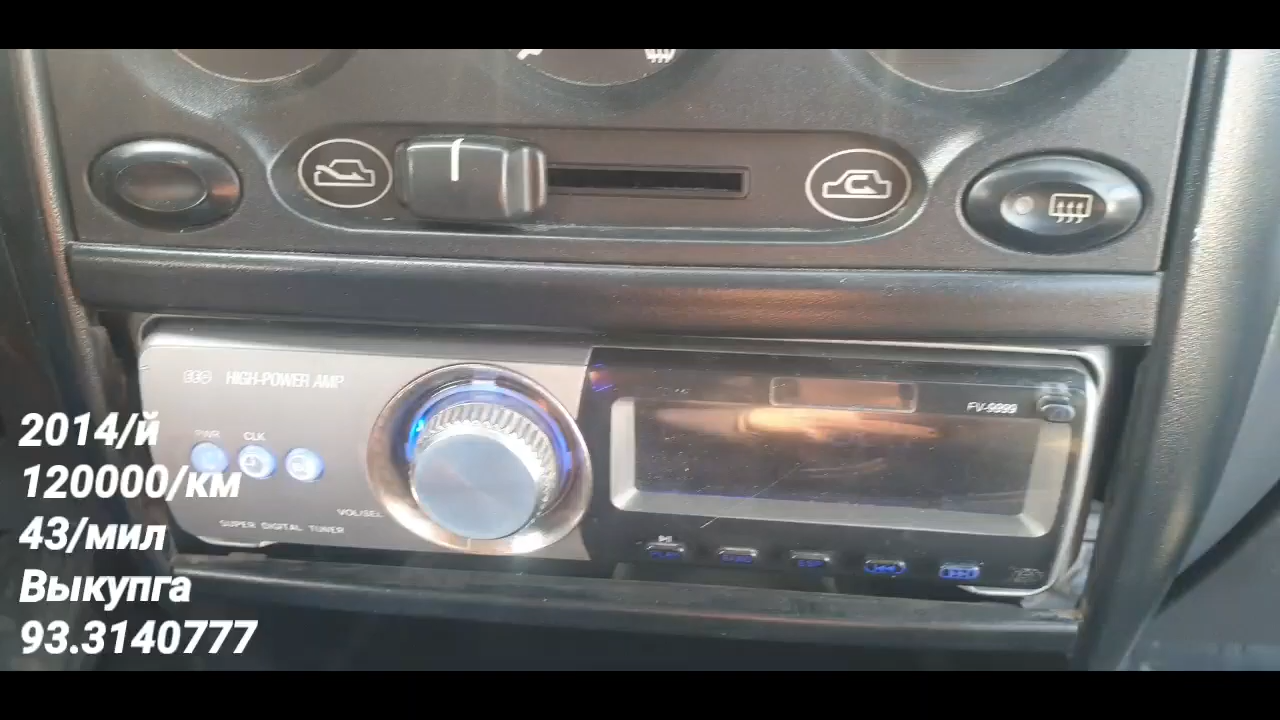 HIGH-POWER AMP
FV-9999
PWR CLK
VOL/SEL
SUPER DIGITAL TUNER
ESP
2014/й
120000/км
43/мил
Выкупга
93.3140777